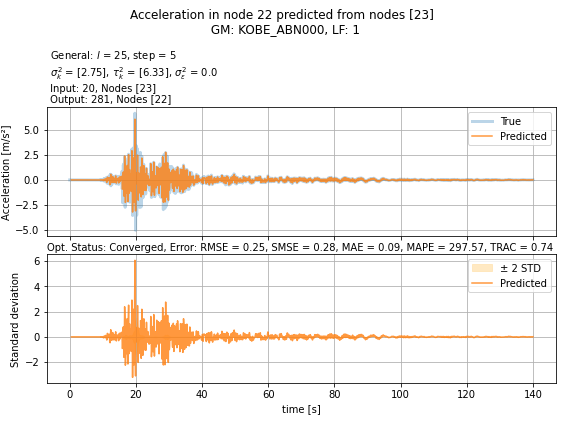 Acceleration in node 22 predicted from nodes [23]
GM: KOBE_ABN000, LF: 1
General: l = 25, step = 5
σ²ₖ = [2.75], τ²ₖ = [6.33], σ²ε = 0.0
Input: 20, Nodes [23]
Output: 281, Nodes [22]
Acceleration [m/s²]
5.0
2.5
0.0
−2.5
−5.0
True
Predicted
Opt. Status: Converged, Error: RMSE = 0.25, SMSE = 0.28, MAE = 0.09, MAPE = 297.57, TRAC = 0.74
Standard deviation
6
4
2
0
−2
± 2 STD
Predicted
0 20 40 60 80 100 120 140
time [s]